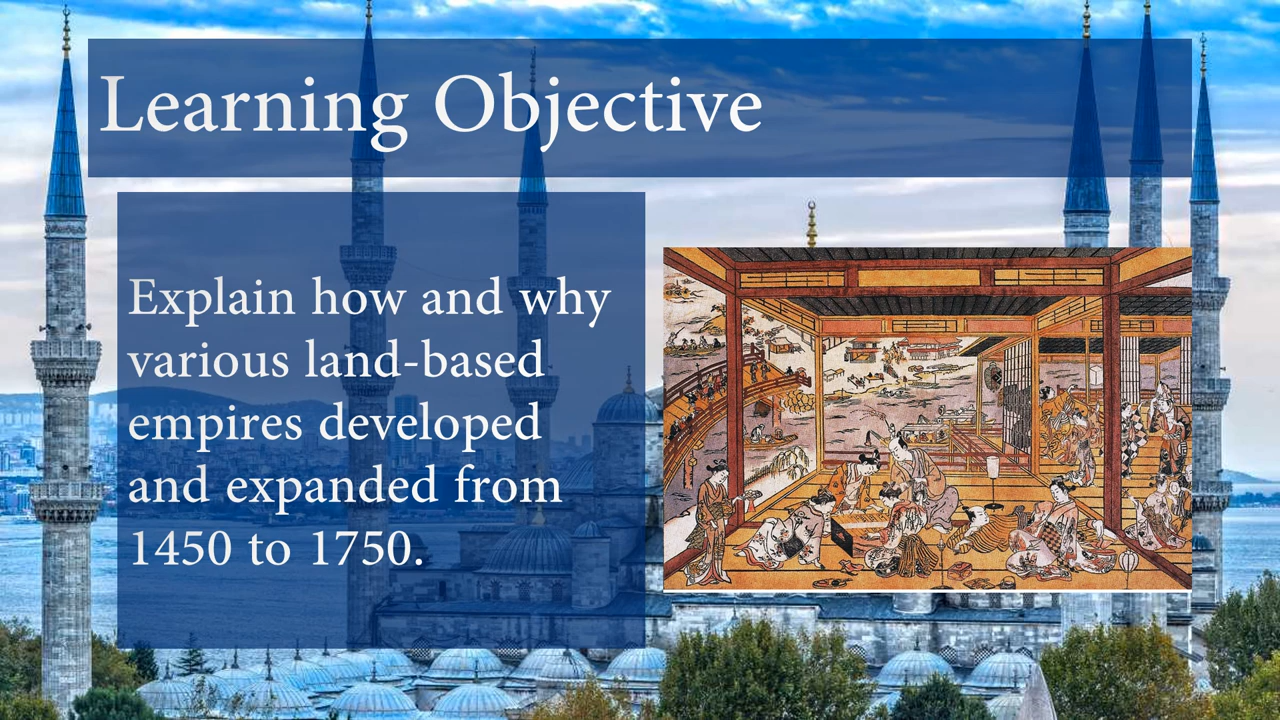 Learning Objective
Explain how and why
various land-based
empires developed
and expanded from
1450 to 1750.